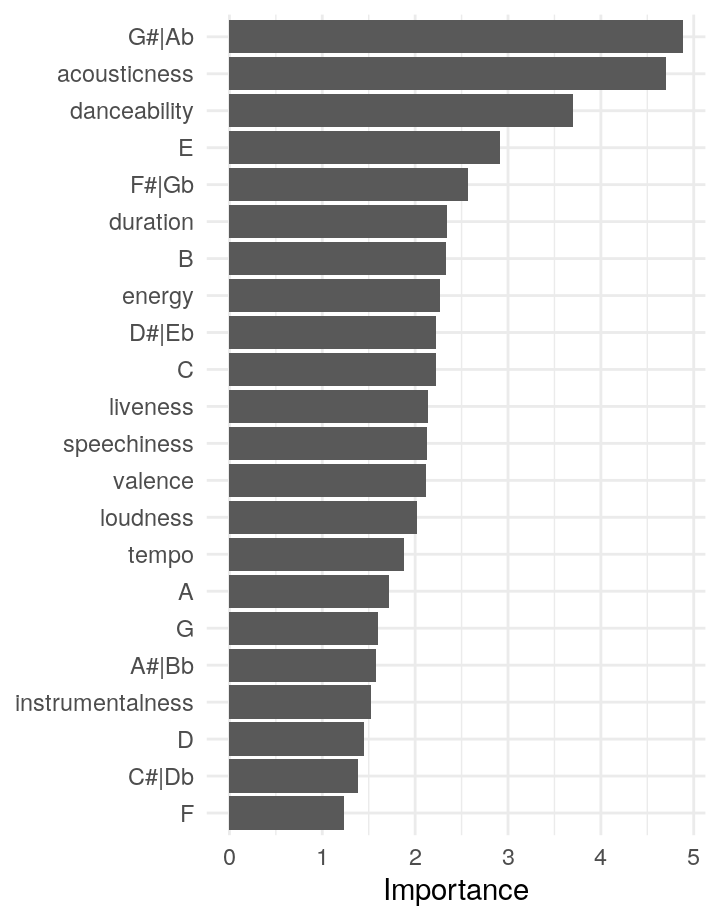 G#|Ab
acousticness
danceability
E
F#|Gb
duration
B
energy
D#|Eb
C
liveness
speechiness
valence
loudness
tempo
A
G
A#|Bb
instrumentalness
D
C#|Db
F
0 1 2 3 4 5
Importance